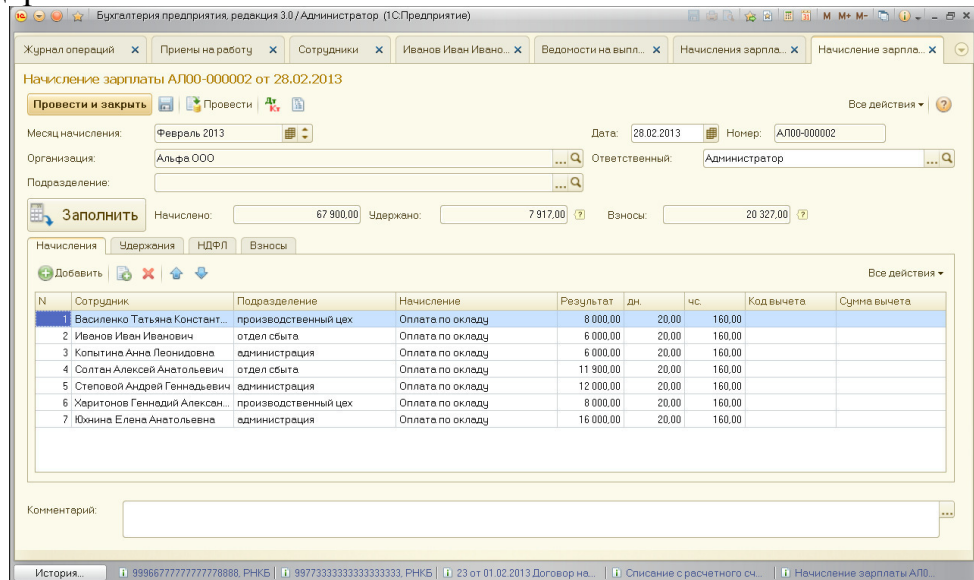 Бухгалтерия предприятия, редакция 3.0 / Администратор (1С:Предприятие) M M+ M-
Журнал операций Приемы на работу Сотрудники Иванов Иван Ивано... Ведомости на выпл... Начисления зарпла... Начисление зарпла...
Начисление зарплаты АЛ00-000002 от 28.02.2013
Провести и закрыть Провести Дт Кт Все действия
Месяц начисления: Февраль 2013 Дата: 28.02.2013 Номер: АЛ00-000002
Организация: Альфа ООО ... Ответственный: Администратор ...
Подразделение: ...
Заполнить Начислено: 67 900,00 Удержано: 7 917,00 ? Взносы: 20 327,00 ?
Начисления Удержания НДФЛ Взносы
Добавить Все действия
N Сотрудник Подразделение Начисление Результат дн. чс. Код вычета Сумма вычета
1 Василенко Татьяна Констант... производственный цех Оплата по окладу 8 000,00 20,00 160,00
2 Иванов Иван Иванович отдел сбыта Оплата по окладу 6 000,00 20,00 160,00
3 Копытина Анна Леонидовна администрация Оплата по окладу 6 000,00 20,00 160,00
4 Солтан Алексей Анатольевич отдел сбыта Оплата по окладу 11 900,00 20,00 160,00
5 Степовой Андрей Геннадьевич администрация Оплата по окладу 12 000,00 20,00 160,00
6 Харитонов Геннадий Алексан... производственный цех Оплата по окладу 8 000,00 20,00 160,00
7 Юхнина Елена Анатольевна администрация Оплата по окладу 16 000,00 20,00 160,00
Комментарий: ...
История... 99966777777777778888, РНКБ 99773333333333333333, РНКБ 23 от 01.02.2013 Договор на... Списание с расчетного сч... Начисление зарплаты АЛ0...